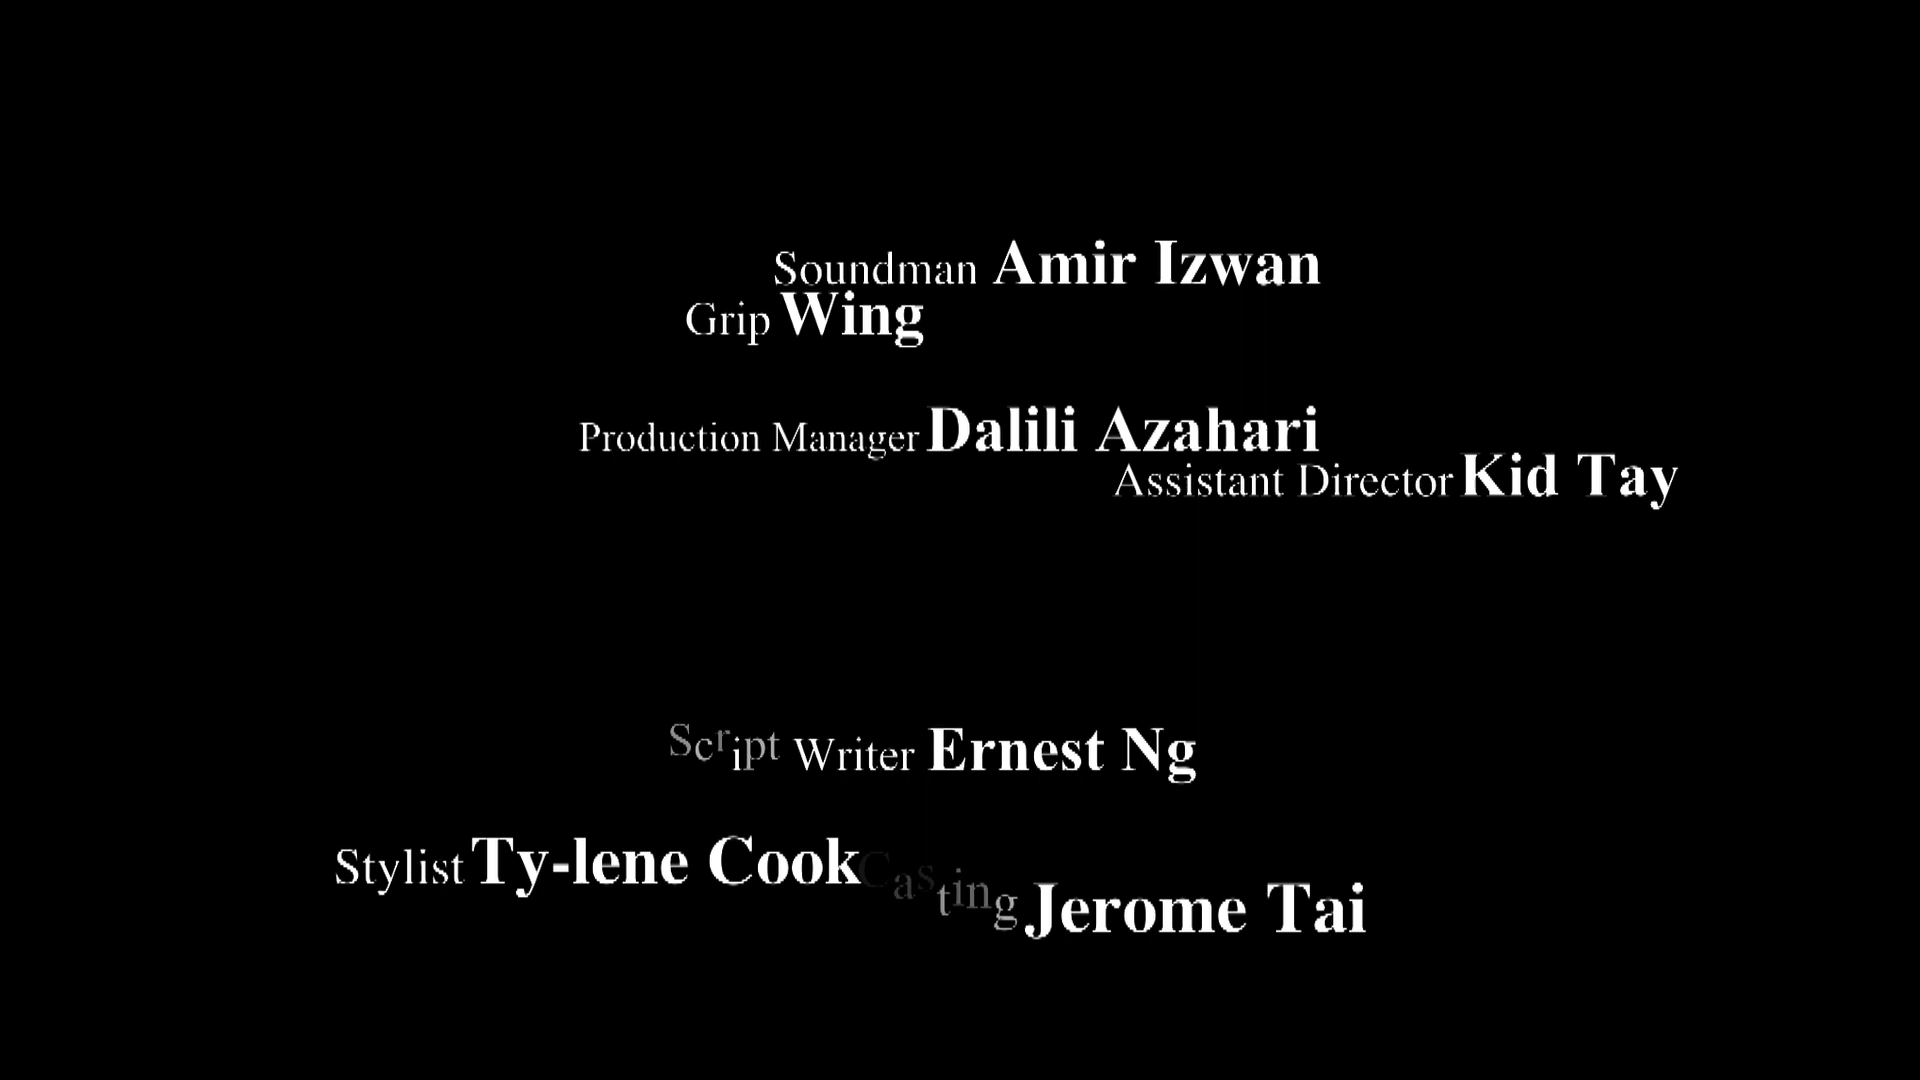 Soundman Amir Izwan
Grip Wing
Production Manager Dalili Azahari
Assistant Director Kid Tay
Script Writer Ernest Ng
Stylist Ty-lene Cook
Casting Jerome Tai